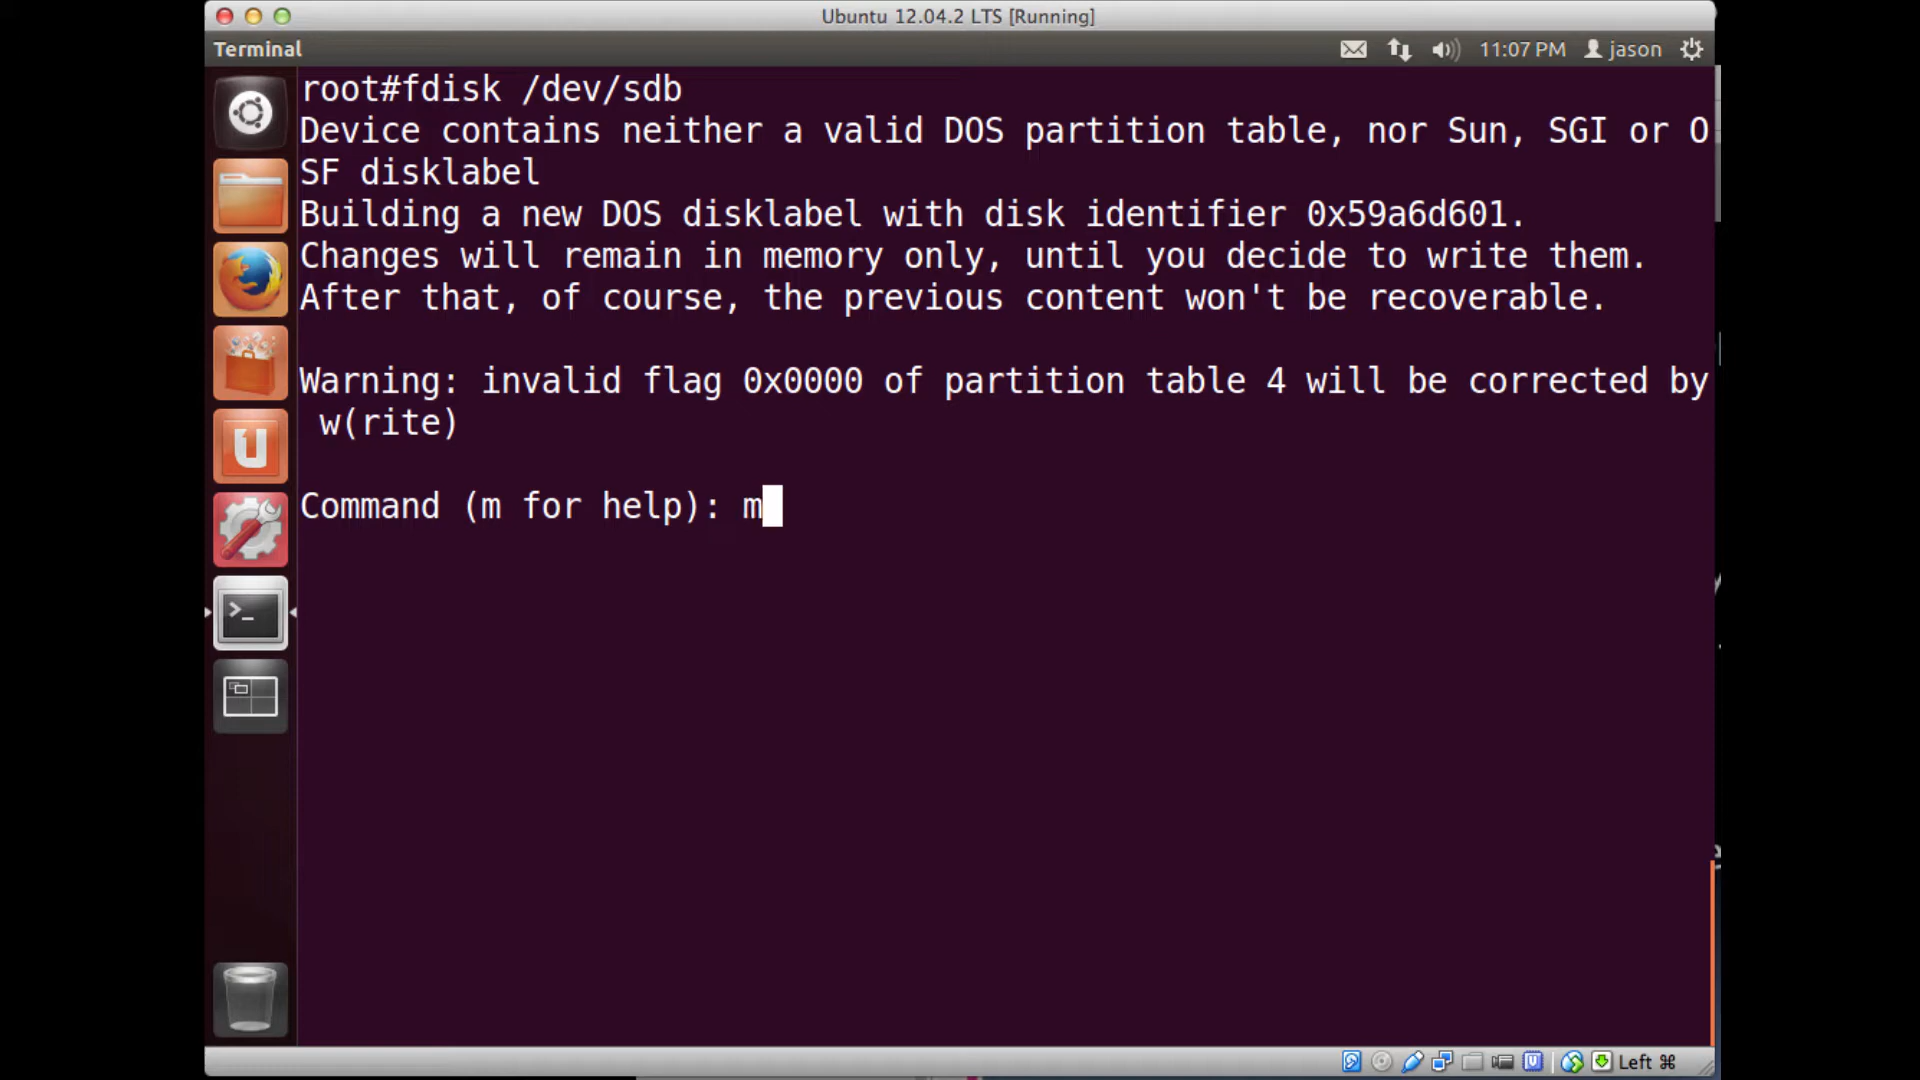 Ubuntu 12.04.2 LTS [Running]
Terminal
11:07 PM
jason
root#fdisk /dev/sdb
Device contains neither a valid DOS partition table, nor Sun, SGI or O
SF disklabel
Building a new DOS disklabel with disk identifier 0x59a6d601.
Changes will remain in memory only, until you decide to write them.
After that, of course, the previous content won't be recoverable.
Warning: invalid flag 0x0000 of partition table 4 will be corrected by
w(rite)
Command (m for help): m
Left ⌘